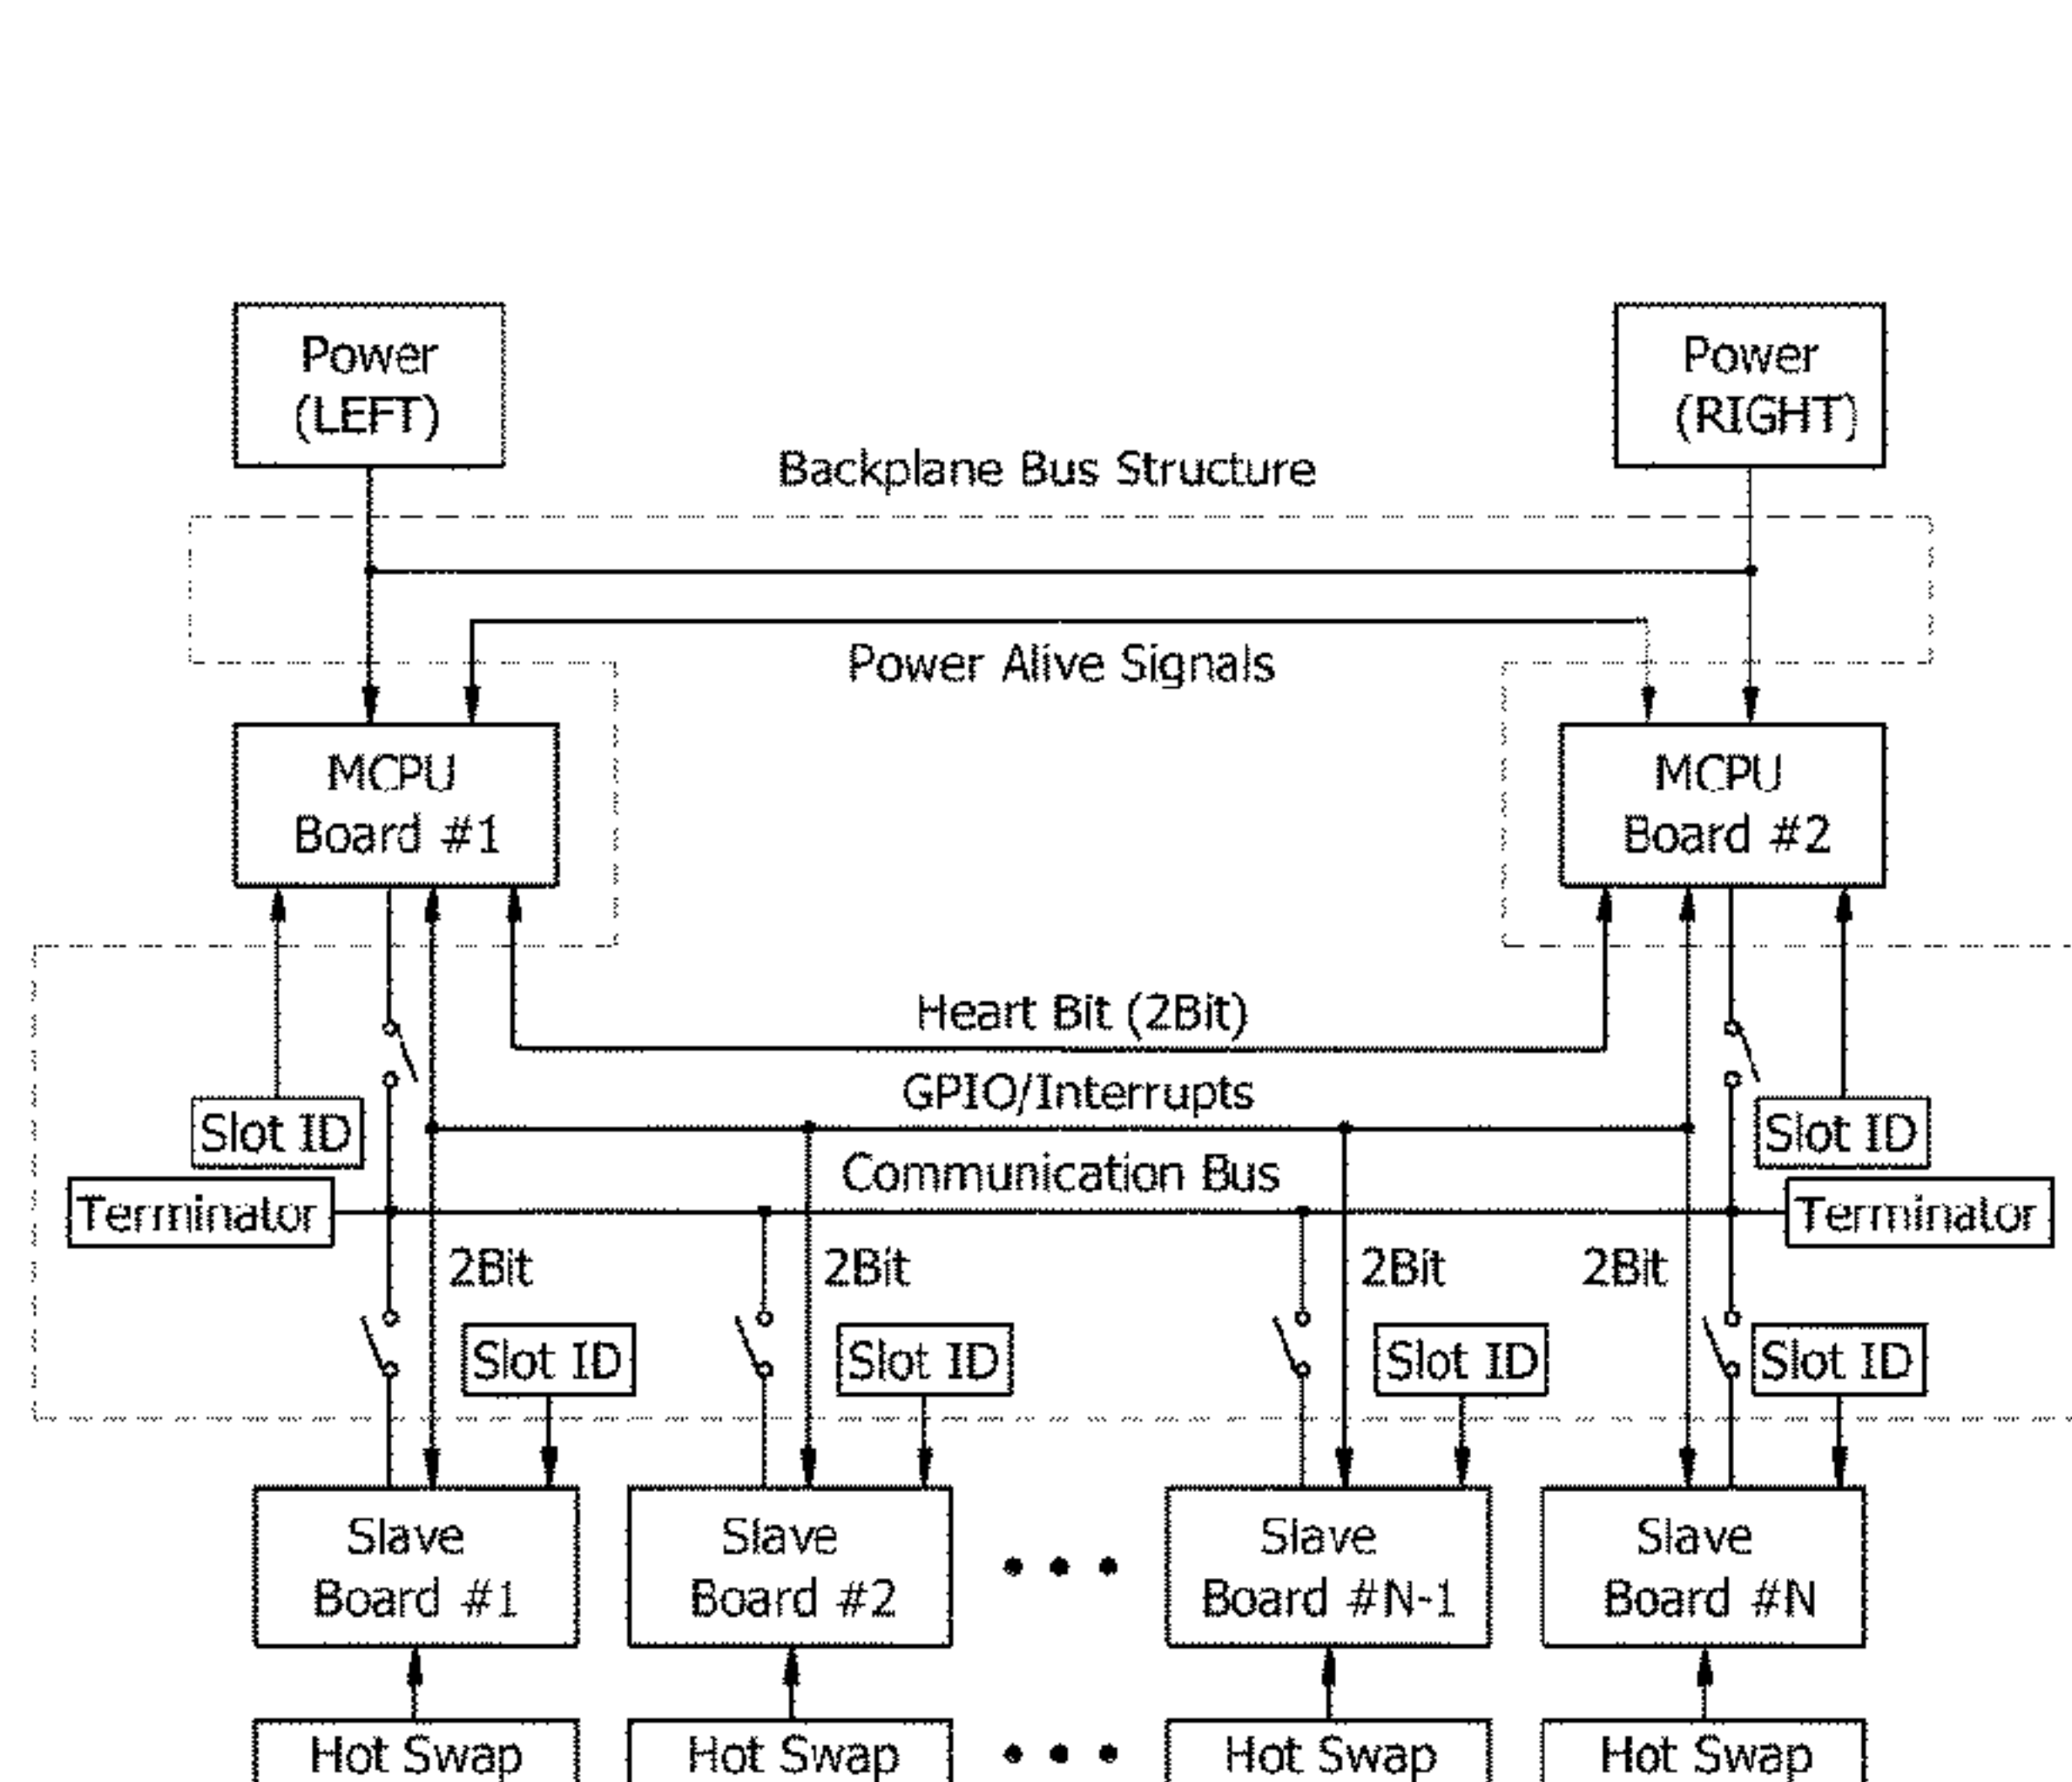 Power
(LEFT)
Power
(RIGHT)
Backplane Bus Structure
Power Alive Signals
MCPU
Board #1
MCPU
Board #2
Heart Bit (2Bit)
GPIO/Interrupts
Slot ID
Slot ID
Communication Bus
Terminator
Terminator
2Bit
2Bit
2Bit
2Bit
Slot ID
Slot ID
Slot ID
Slot ID
Slave
Board #1
Slave
Board #2
Slave
Board #N-1
Slave
Board #N
Hot Swap
Hot Swap
Hot Swap
Hot Swap